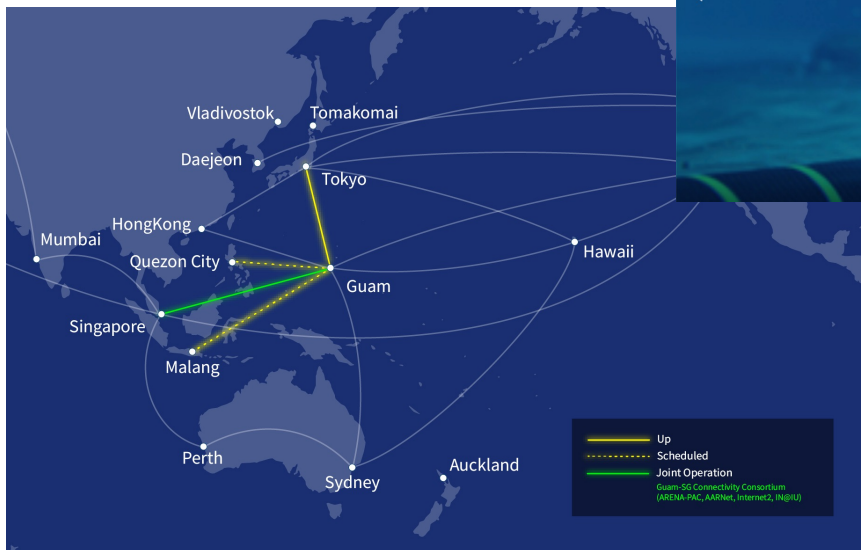 Vladivostok
Tomakomai
Daejeon
Tokyo
HongKong
Mumbai
Quezon City
Hawaii
Guam
Singapore
Malang
Perth
Sydney
Auckland
Up
Scheduled
Joint Operation
Guam-SG Connectivity Consortium
(ARENA-PAC, AARNet, Internet2, IN@IU)